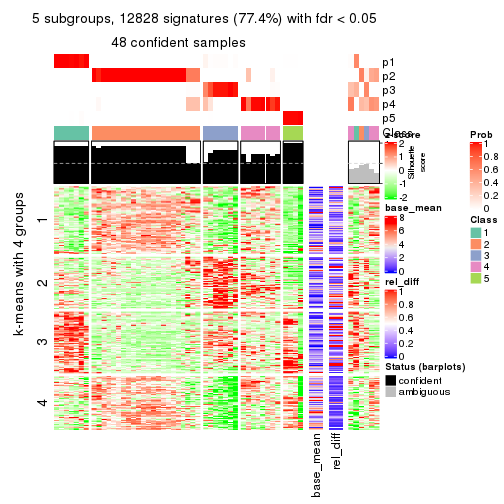 5 subgroups, 12828 signatures (77.4%) with fdr < 0.05
48 confident samples
p1
p2
p3
p4
p5
Class
z-score
2
1
0
-1
-2
Silhouette
score
Prob
1
0.8
0.6
0.4
0.2
0
base_mean
8
6
4
2
0
Class
1
2
3
4
5
rel_diff
1
0.8
0.6
0.4
0.2
0
Status (barplots)
confident
ambiguous
k-means with 4 groups
1
2
3
4
base_mean
rel_diff